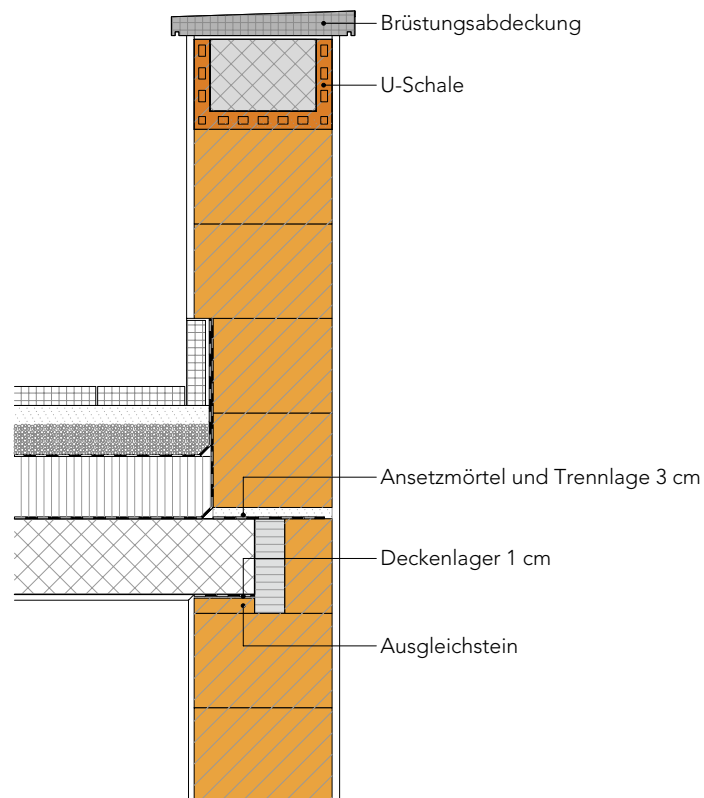 Brüstungsabdeckung
U-Schale
Ansetzmörtel und Trennlage 3 cm
Deckenlager 1 cm
Ausgleichstein